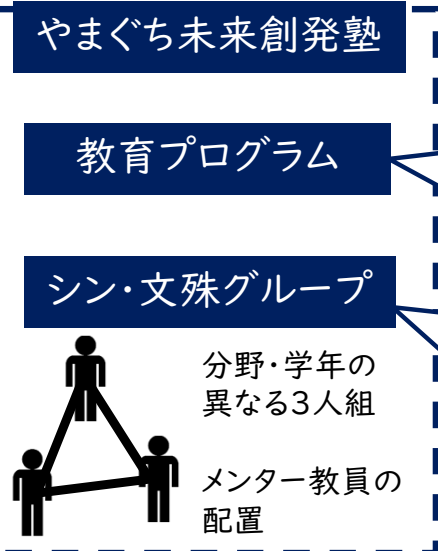 やまぐち未来創発塾
教育プログラム
シン・文殊グループ
分野・学年の
異なる3人組
メンター教員の
配置